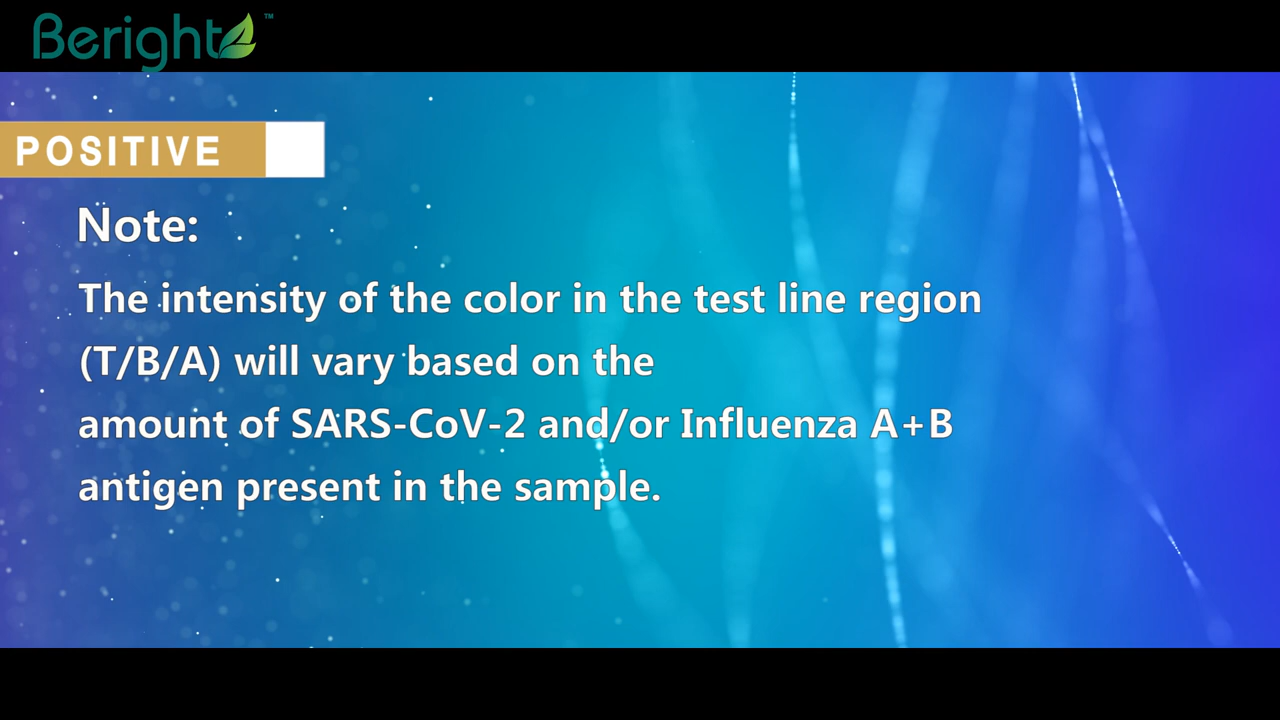 Beright™
POSITIVE
Note:
The intensity of the color in the test line region
(T/B/A) will vary based on the
amount of SARS-CoV-2 and/or Influenza A+B
antigen present in the sample.